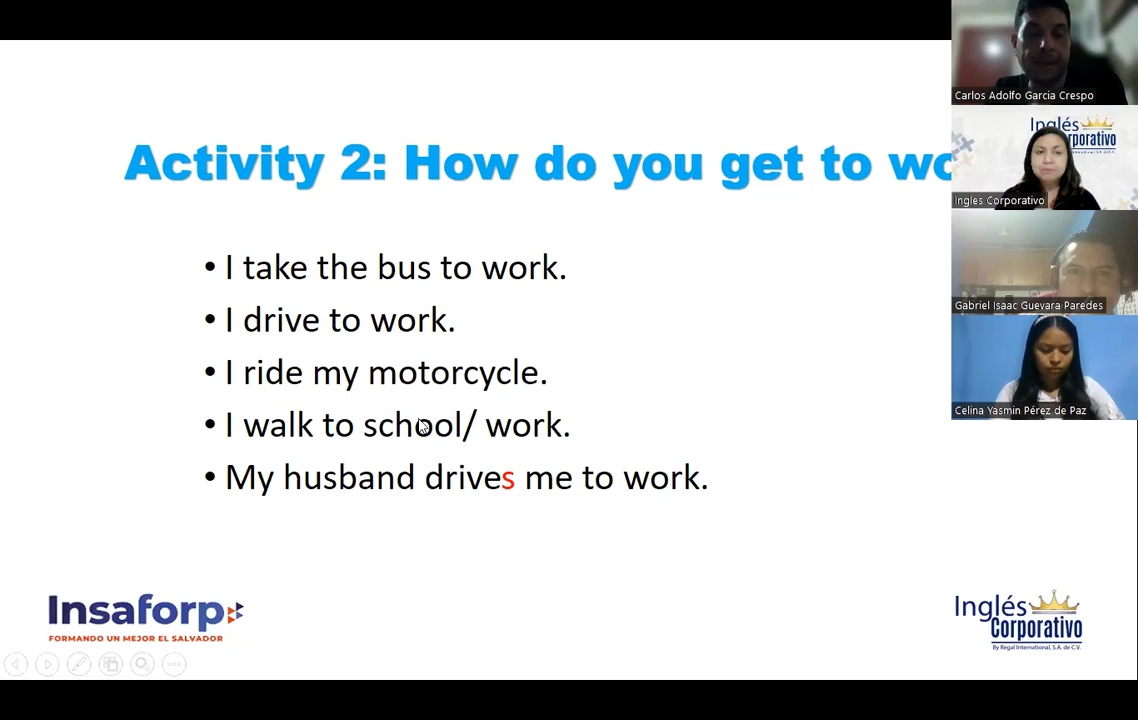 Activity 2: How do you get to wo
• I take the bus to work.
• I drive to work.
• I ride my motorcycle.
• I walk to school/ work.
• My husband drives me to work.
Insaforp
FORMANDO UN MEJOR EL SALVADOR
Inglés
Corporativo
By Regal International, S.A. de C.V.
Carlos Adolfo Garcia Crespo
Inglés
Corporativo
Ingles Corporativo
Gabriel Isaac Guevara Paredes
Celina Yasmin Pérez de Paz